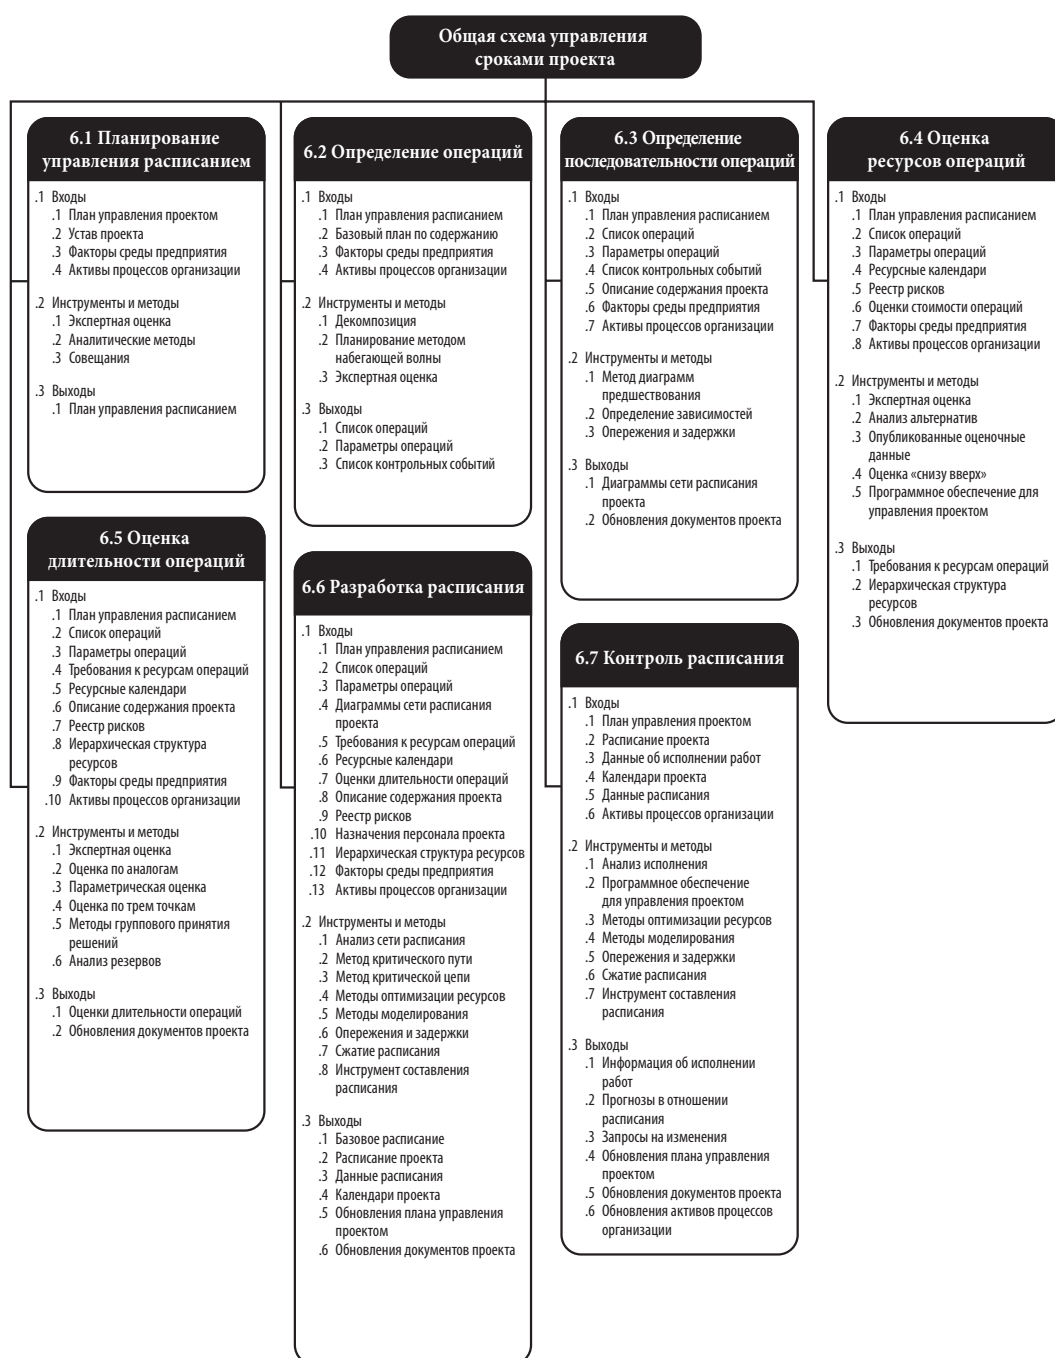 Общая схема управления
сроками проекта
6.1 Планирование
управления расписанием
.1 Входы
.1 План управления проектом
.2 Устав проекта
.3 Факторы среды предприятия
.4 Активы процессов организации
.2 Инструменты и методы
.1 Экспертная оценка
.2 Аналитические методы
.3 Совещания
.3 Выходы
.1 План управления расписанием
6.2 Определение операций
.1 Входы
.1 План управления расписанием
.2 Базовый план по содержанию
.3 Факторы среды предприятия
.4 Активы процессов организации
.2 Инструменты и методы
.1 Декомпозиция
.2 Планирование методом
набегающей волны
.3 Экспертная оценка
.3 Выходы
.1 Список операций
.2 Параметры операций
.3 Список контрольных событий
6.3 Определение
последовательности операций
.1 Входы
.1 План управления расписанием
.2 Список операций
.3 Параметры операций
.4 Список контрольных событий
.5 Описание содержания проекта
.6 Факторы среды предприятия
.7 Активы процессов организации
.2 Инструменты и методы
.1 Метод диаграмм
предшествования
.2 Определение зависимостей
.3 Опережения и задержки
.3 Выходы
.1 Диаграммы сети расписания
проекта
.2 Обновления документов проекта
6.4 Оценка
ресурсов операций
.1 Входы
.1 План управления расписанием
.2 Список операций
.3 Параметры операций
.4 Ресурсные календари
.5 Реестр рисков
.6 Оценки стоимости операций
.7 Факторы среды предприятия
.8 Активы процессов организации
.2 Инструменты и методы
.1 Экспертная оценка
.2 Анализ альтернатив
.3 Опубликованные оценочные
данные
.4 Оценка «снизу вверх»
.5 Программное обеспечение для
управления проектом
.3 Выходы
.1 Требования к ресурсам операций
.2 Иерархическая структура
ресурсов
.3 Обновления документов проекта
6.5 Оценка
длительности операций
.1 Входы
.1 План управления расписанием
.2 Список операций
.3 Параметры операций
.4 Требования к ресурсам операций
.5 Ресурсные календари
.6 Описание содержания проекта
.7 Реестр рисков
.8 Иерархическая структура
ресурсов
.9 Факторы среды предприятия
.10 Активы процессов организации
.2 Инструменты и методы
.1 Экспертная оценка
.2 Оценка по аналогам
.3 Параметрическая оценка
.4 Оценка по трем точкам
.5 Методы группового принятия
решений
.6 Анализ резервов
.3 Выходы
.1 Оценки длительности операций
.2 Обновления документов проекта
6.6 Разработка расписания
.1 Входы
.1 План управления расписанием
.2 Список операций
.3 Параметры операций
.4 Диаграммы сети расписания
проекта
.5 Требования к ресурсам операций
.6 Ресурсные календари
.7 Оценки длительности операций
.8 Описание содержания проекта
.9 Реестр рисков
.10 Назначения персонала проекта
.11 Иерархическая структура ресурсов
.12 Факторы среды предприятия
.13 Активы процессов организации
.2 Инструменты и методы
.1 Анализ сети расписания
.2 Метод критического пути
.3 Метод критической цепи
.4 Методы оптимизации ресурсов
.5 Методы моделирования
.6 Опережения и задержки
.7 Сжатие расписания
.8 Инструмент составления
расписания
.3 Выходы
.1 Базовое расписание
.2 Расписание проекта
.3 Данные расписания
.4 Календари проекта
.5 Обновления плана управления
проектом
.6 Обновления документов проекта
6.7 Контроль расписания
.1 Входы
.1 План управления проектом
.2 Расписание проекта
.3 Данные об исполнении работ
.4 Календари проекта
.5 Данные расписания
.6 Активы процессов организации
.2 Инструменты и методы
.1 Анализ исполнения
.2 Программное обеспечение
для управления проектом
.3 Методы оптимизации ресурсов
.4 Методы моделирования
.5 Опережения и задержки
.6 Сжатие расписания
.7 Инструмент составления
расписания
.3 Выходы
.1 Информация об исполнении
работ
.2 Прогнозы в отношении
расписания
.3 Запросы на изменения
.4 Обновления плана управления
проектом
.5 Обновления документов проекта
.6 Обновления активов процессов
организации